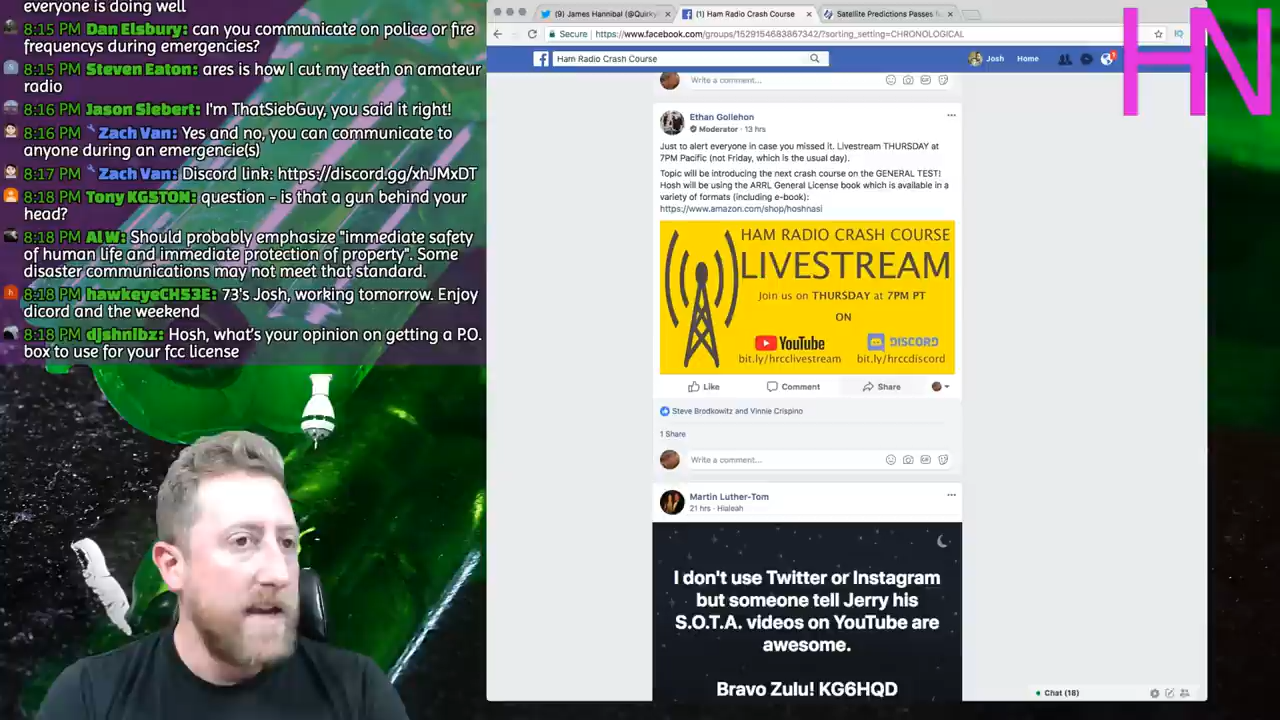 everyone is doing well
8:15 PM Dan Elsbury: can you communicate on police or fire
frequencys during emergencies?
8:15 PM Steven Eaton: ares is how I cut my teeth on amateur
radio
8:16 PM Jason Siebert: I'm ThatSiebGuy, you said it right!
8:16 PM Zach Van: Yes and no, you can communicate to
anyone during an emergencie(s)
8:17 PM Zach Van: Discord link: https://discord.gg/xhJMxDT
8:18 PM Tony KG5TON: question - is that a gun behind your
head?
8:18 PM Al W: Should probably emphasize "immediate safety
of human life and immediate protection of property". Some
disaster communications may not meet that standard.
8:18 PM hawkeyeCH53E: 73's Josh, working tomorrow. Enjoy
dicord and the weekend
8:18 PM djshnibz: Hosh, what's your opinion on getting a P.O.
box to use for your fcc license
(9) James Hannibal (@Quirky
(1) Ham Radio Crash Course
Satellite Predictions Passes f
Secure https://www.facebook.com/groups/1529154683867342/?sorting_setting=CHRONOLOGICAL
Ham Radio Crash Course
Josh Home
HN
Write a comment...
Ethan Gollehon
Moderator · 13 hrs
Just to alert everyone in case you missed it. Livestream THURSDAY at
7PM Pacific (not Friday, which is the usual day).
Topic will be introducing the next crash course on the GENERAL TEST!
Hosh will be using the ARRL General License book which is available in a
variety of formats (including e-book):
https://www.amazon.com/shop/hoshnasi
HAM RADIO CRASH COURSE
LIVESTREAM
Join us on THURSDAY at 7PM PT
ON
YouTube DISCORD
bit.ly/hrcclivestream bit.ly/hrccdiscord
Like Comment Share
Steve Brodkowitz and Vinnie Crispino
1 Share
Write a comment...
Martin Luther-Tom
21 hrs · Hialeah
I don't use Twitter or Instagram
but someone tell Jerry his
S.O.T.A. videos on YouTube are
awesome.
Bravo Zulu! KG6HQD
Chat (18)